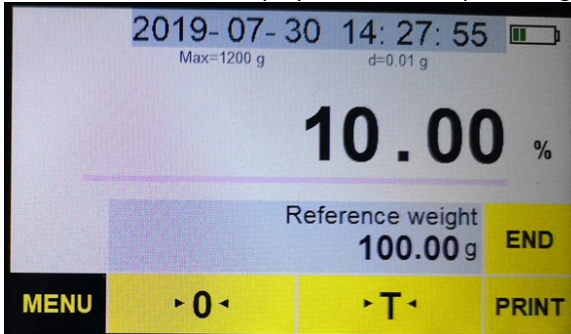 2019-07-30 14:27:55
Max=1200 g d=0.01 g
10.00 %
Reference weight
100.00 g
END
MENU
►0◄
►T◄
PRINT